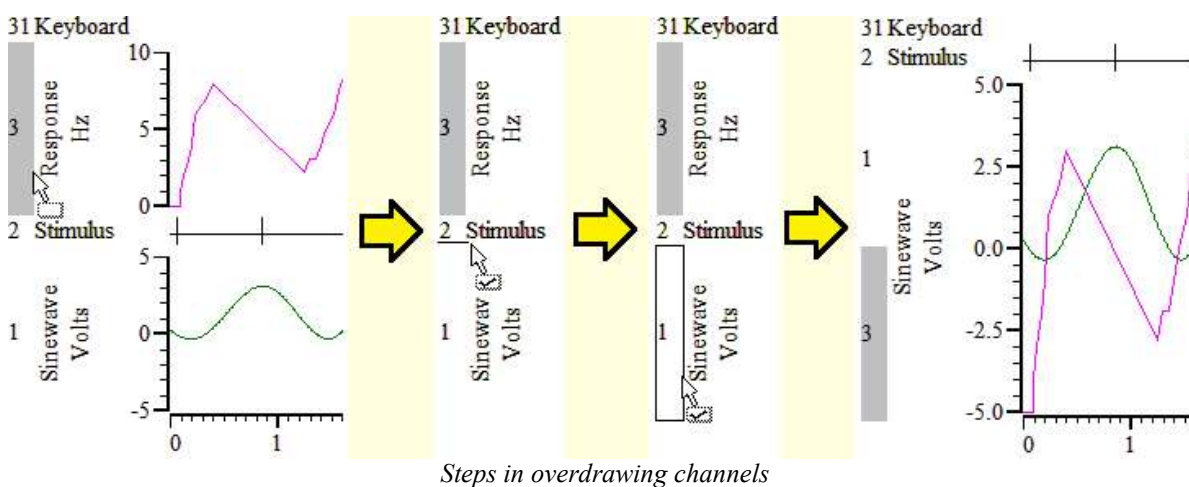 31 Keyboard
10
3
Response
Hz
5
0
2 Stimulus
5
1
Sinewave
Volts
0
-5
0 1
31 Keyboard
3
Response
Hz
2 Stimulus
1
Sinewav
Volts
31 Keyboard
3
Response
Hz
2 Stimulus
1
Sinewave
Volts
31 Keyboard
2 Stimulus
5.0
1
2.5
Sinewave
Volts
0.0
3
-2.5
-5.0
0 1
Steps in overdrawing channels